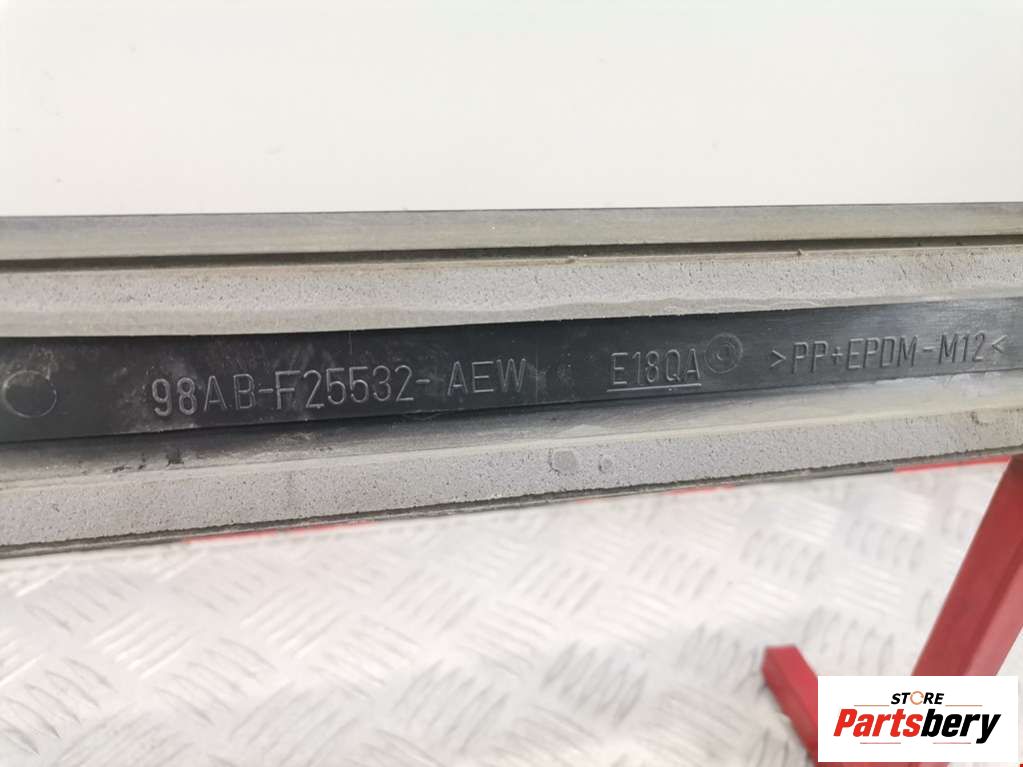 98AB-F25532-AEW E18QA >PP+EPDM-M12<
STORE
Partsbery